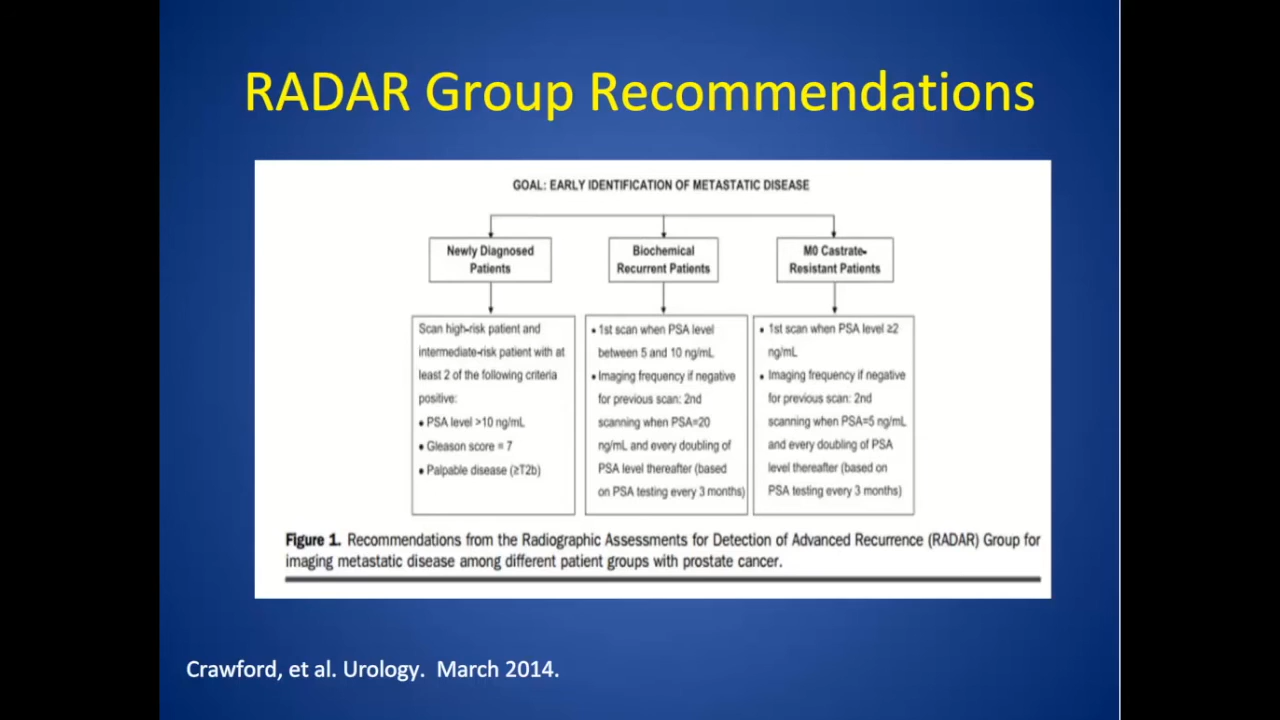 RADAR Group Recommendations
GOAL: EARLY IDENTIFICATION OF METASTATIC DISEASE
Newly Diagnosed
Patients
Biochemical
Recurrent Patients
M0 Castrate-
Resistant Patients
Scan high-risk patient and
intermediate-risk patient with at
least 2 of the following criteria
positive:
• PSA level >10 ng/mL
• Gleason score = 7
• Palpable disease (≥T2b)
• 1st scan when PSA level
between 5 and 10 ng/mL
• Imaging frequency if negative
for previous scan: 2nd
scanning when PSA=20
ng/mL and every doubling of
PSA level thereafter (based
on PSA testing every 3 months)
• 1st scan when PSA level ≥2
ng/mL
• Imaging frequency if negative
for previous scan: 2nd
scanning when PSA=5 ng/mL
and every doubling of PSA
level thereafter (based on
PSA testing every 3 months)
Figure 1. Recommendations from the Radiographic Assessments for Detection of Advanced Recurrence (RADAR) Group for
imaging metastatic disease among different patient groups with prostate cancer.
Crawford, et al. Urology. March 2014.